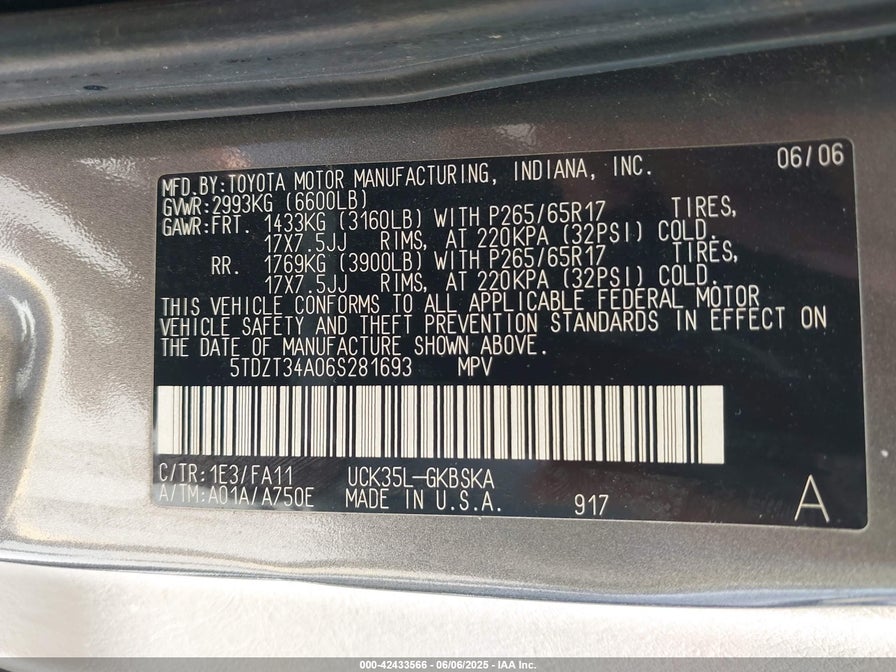 06/06
MFD.BY:TOYOTA MOTOR MANUFACTURING, INDIANA, INC.
GVWR:2993KG (6600LB)
GAWR:FRT. 1433KG (3160LB) WITH P265/65R17 TIRES,
17X7.5JJ RIMS, AT 220KPA (32PSI) COLD.
RR. 1769KG (3900LB) WITH P265/65R17 TIRES,
17X7.5JJ RIMS, AT 220KPA (32PSI) COLD.
THIS VEHICLE CONFORMS TO ALL APPLICABLE FEDERAL MOTOR
VEHICLE SAFETY AND THEFT PREVENTION STANDARDS IN EFFECT ON
THE DATE OF MANUFACTURE SHOWN ABOVE.
5TDZT34A06S281693 MPV
C/TR:1E3/FA11 UCK35L-GKBSKA
A/TM:A01A/A750E MADE IN U.S.A. 917 A
000-42433566 - 06/06/2025 - IAA Inc.